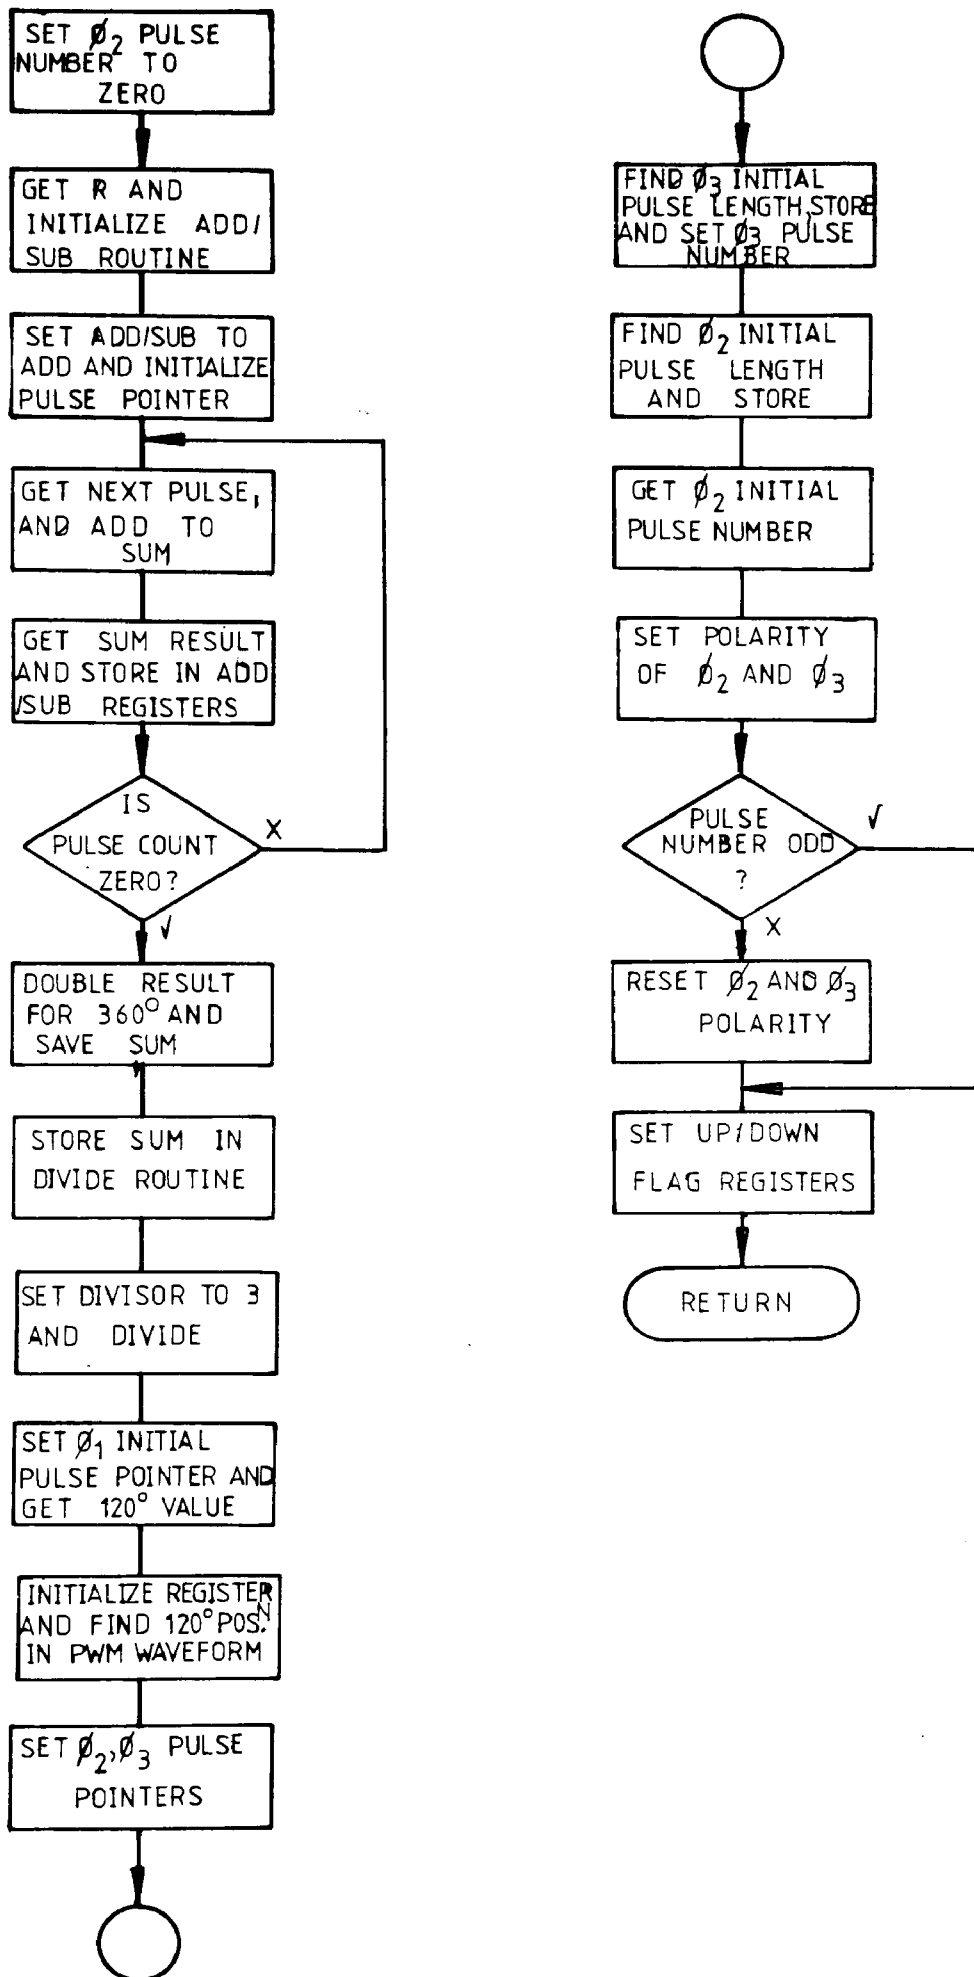 SET Ø2 PULSE
NUMBER TO
ZERO
GET R AND
INITIALIZE ADD/
SUB ROUTINE
SET ADD/SUB TO
ADD AND INITIALIZE
PULSE POINTER
GET NEXT PULSE,
AND ADD TO
SUM
GET SUM RESULT
AND STORE IN ADD
/SUB REGISTERS
IS
PULSE COUNT
ZERO?
X
√
DOUBLE RESULT
FOR 360° AND
SAVE SUM
STORE SUM IN
DIVIDE ROUTINE
SET DIVISOR TO 3
AND DIVIDE
SET Ø1 INITIAL
PULSE POINTER AND
GET 120° VALUE
INITIALIZE REGISTER
AND FIND 120° POS.N
IN PWM WAVEFORM
SET Ø2,Ø3 PULSE
POINTERS
FIND Ø3 INITIAL
PULSE LENGTH,STORE
AND SET Ø3 PULSE
NUMBER
FIND Ø2 INITIAL
PULSE LENGTH
AND STORE
GET Ø2 INITIAL
PULSE NUMBER
SET POLARITY
OF Ø2 AND Ø3
PULSE
NUMBER ODD
?
√
X
RESET Ø2 AND Ø3
POLARITY
SET UP/DOWN
FLAG REGISTERS
RETURN